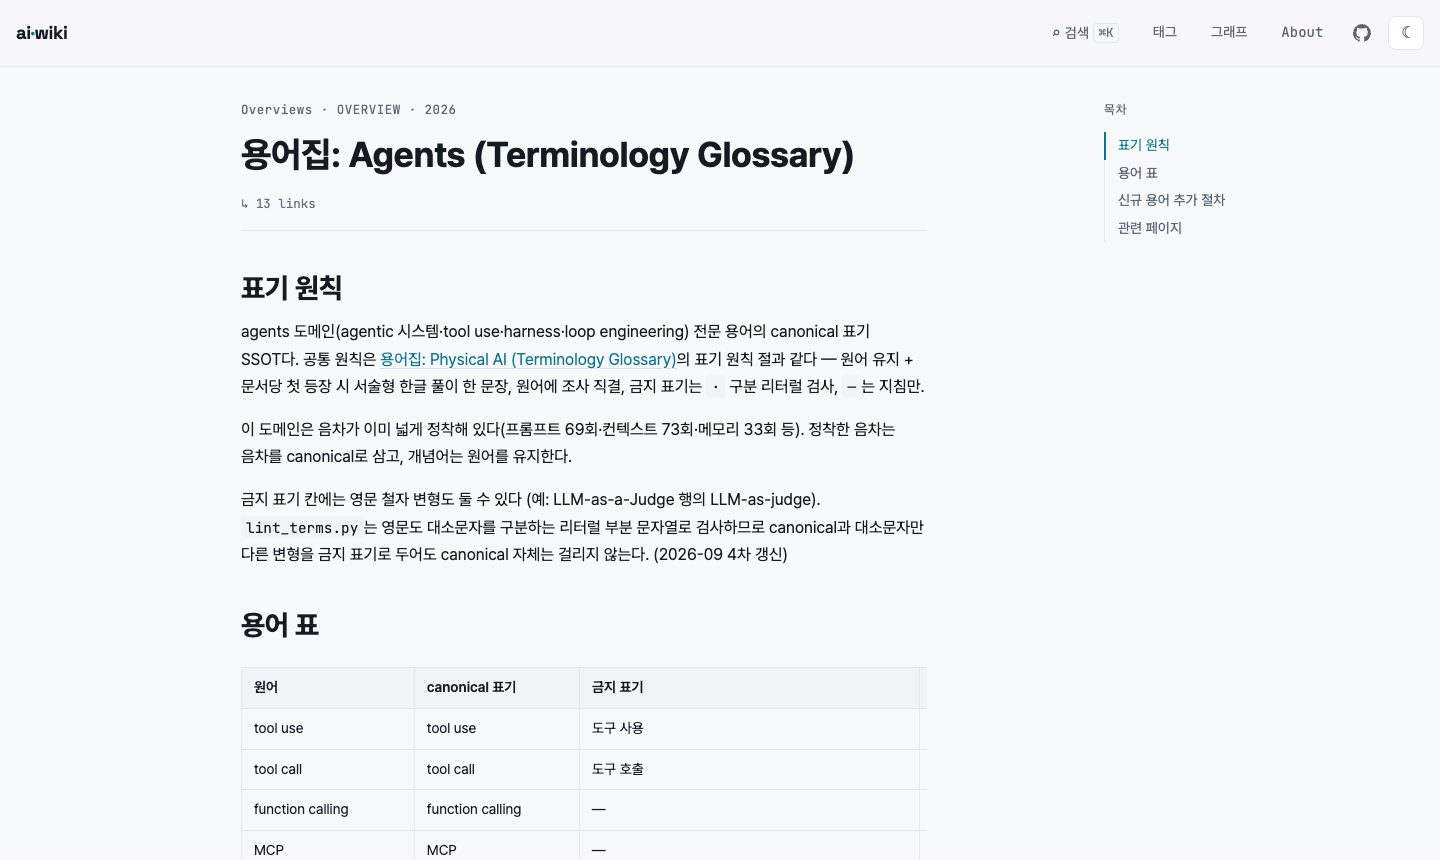 ai·wiki
⌕ 검색 ⌘K 태그 그래프 About ☾
Overviews · OVERVIEW · 2026
용어집: Agents (Terminology Glossary)
↳ 13 links
표기 원칙
agents 도메인(agentic 시스템·tool use·harness·loop engineering) 전문 용어의 canonical 표기
SSOT다. 공통 원칙은 용어집: Physical AI (Terminology Glossary)의 표기 원칙 절과 같다 — 원어 유지 +
문서당 첫 등장 시 서술형 한글 풀이 한 문장, 원어에 조사 직결, 금지 표기는 · 구분 리터럴 검사, — 는 지침만.
이 도메인은 음차가 이미 넓게 정착해 있다(프롬프트 69회·컨텍스트 73회·메모리 33회 등). 정착한 음차는
음차를 canonical로 삼고, 개념어는 원어를 유지한다.
금지 표기 칸에는 영문 철자 변형도 둘 수 있다 (예: LLM-as-a-Judge 행의 LLM-as-judge).
lint_terms.py 는 영문도 대소문자를 구분하는 리터럴 부분 문자열로 검사하므로 canonical과 대소문자만
다른 변형을 금지 표기로 두어도 canonical 자체는 걸리지 않는다. (2026-09 4차 갱신)
용어 표
원어 canonical 표기 금지 표기
tool use tool use 도구 사용
tool call tool call 도구 호출
function calling function calling —
MCP MCP —
목차
표기 원칙
용어 표
신규 용어 추가 절차
관련 페이지